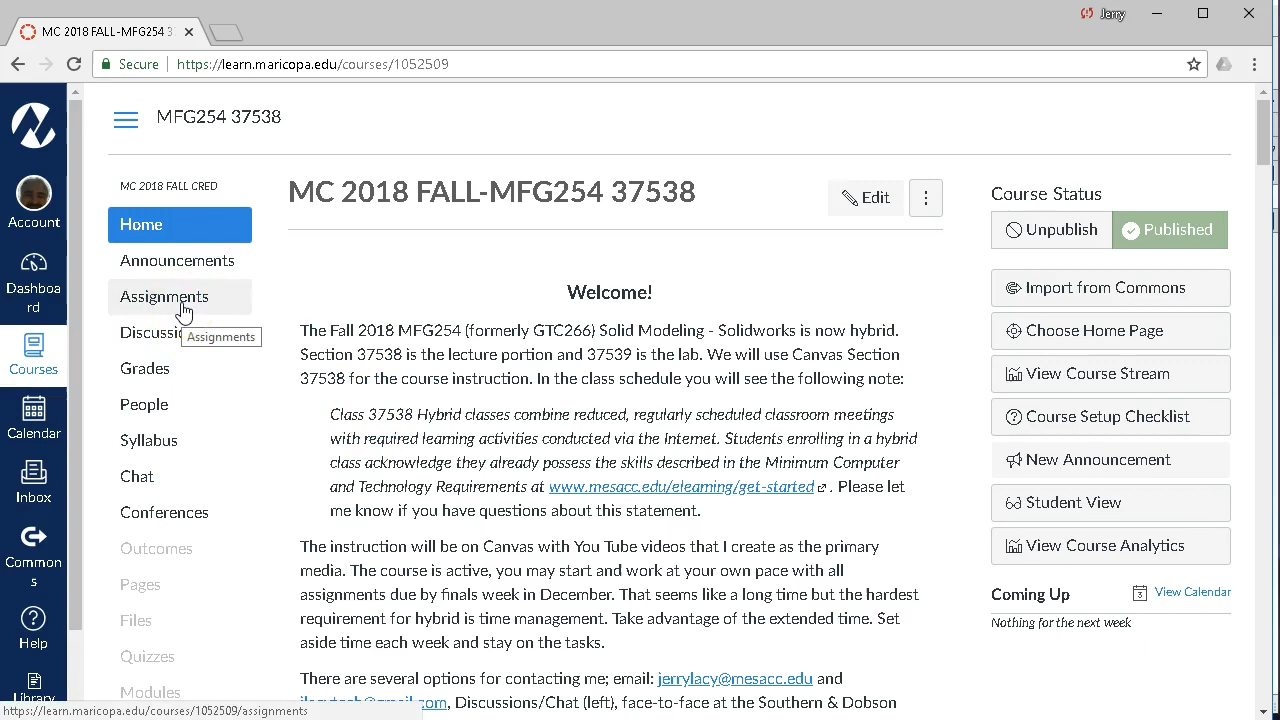 MC 2018 FALL-MFG254 3
Jerry
Secure
https://learn.maricopa.edu/courses/1052509
MFG254 37538
Account
Dashboa
rd
Courses
Calendar
Inbox
Common
s
Help
Library
MC 2018 FALL CRED
Home
Announcements
Assignments
Discussio
Assignments
Grades
People
Syllabus
Chat
Conferences
Outcomes
Pages
Files
Quizzes
Modules
MC 2018 FALL-MFG254 37538
Edit
Welcome!
The Fall 2018 MFG254 (formerly GTC266) Solid Modeling - Solidworks is now hybrid.
Section 37538 is the lecture portion and 37539 is the lab. We will use Canvas Section
37538 for the course instruction. In the class schedule you will see the following note:
Class 37538 Hybrid classes combine reduced, regularly scheduled classroom meetings
with required learning activities conducted via the Internet. Students enrolling in a hybrid
class acknowledge they already possess the skills described in the Minimum Computer
and Technology Requirements at www.mesacc.edu/elearning/get-started . Please let
me know if you have questions about this statement.
The instruction will be on Canvas with You Tube videos that I create as the primary
media. The course is active, you may start and work at your own pace with all
assignments due by finals week in December. That seems like a long time but the hardest
requirement for hybrid is time management. Take advantage of the extended time. Set
aside time each week and stay on the tasks.
There are several options for contacting me; email: jerrylacy@mesacc.edu and
.com, Discussions/Chat (left), face-to-face at the Southern & Dobson
Course Status
Unpublish
Published
Import from Commons
Choose Home Page
View Course Stream
Course Setup Checklist
New Announcement
Student View
View Course Analytics
Coming Up
3
View Calendar
Nothing for the next week
https://learn.maricopa.edu/courses/1052509/assignments